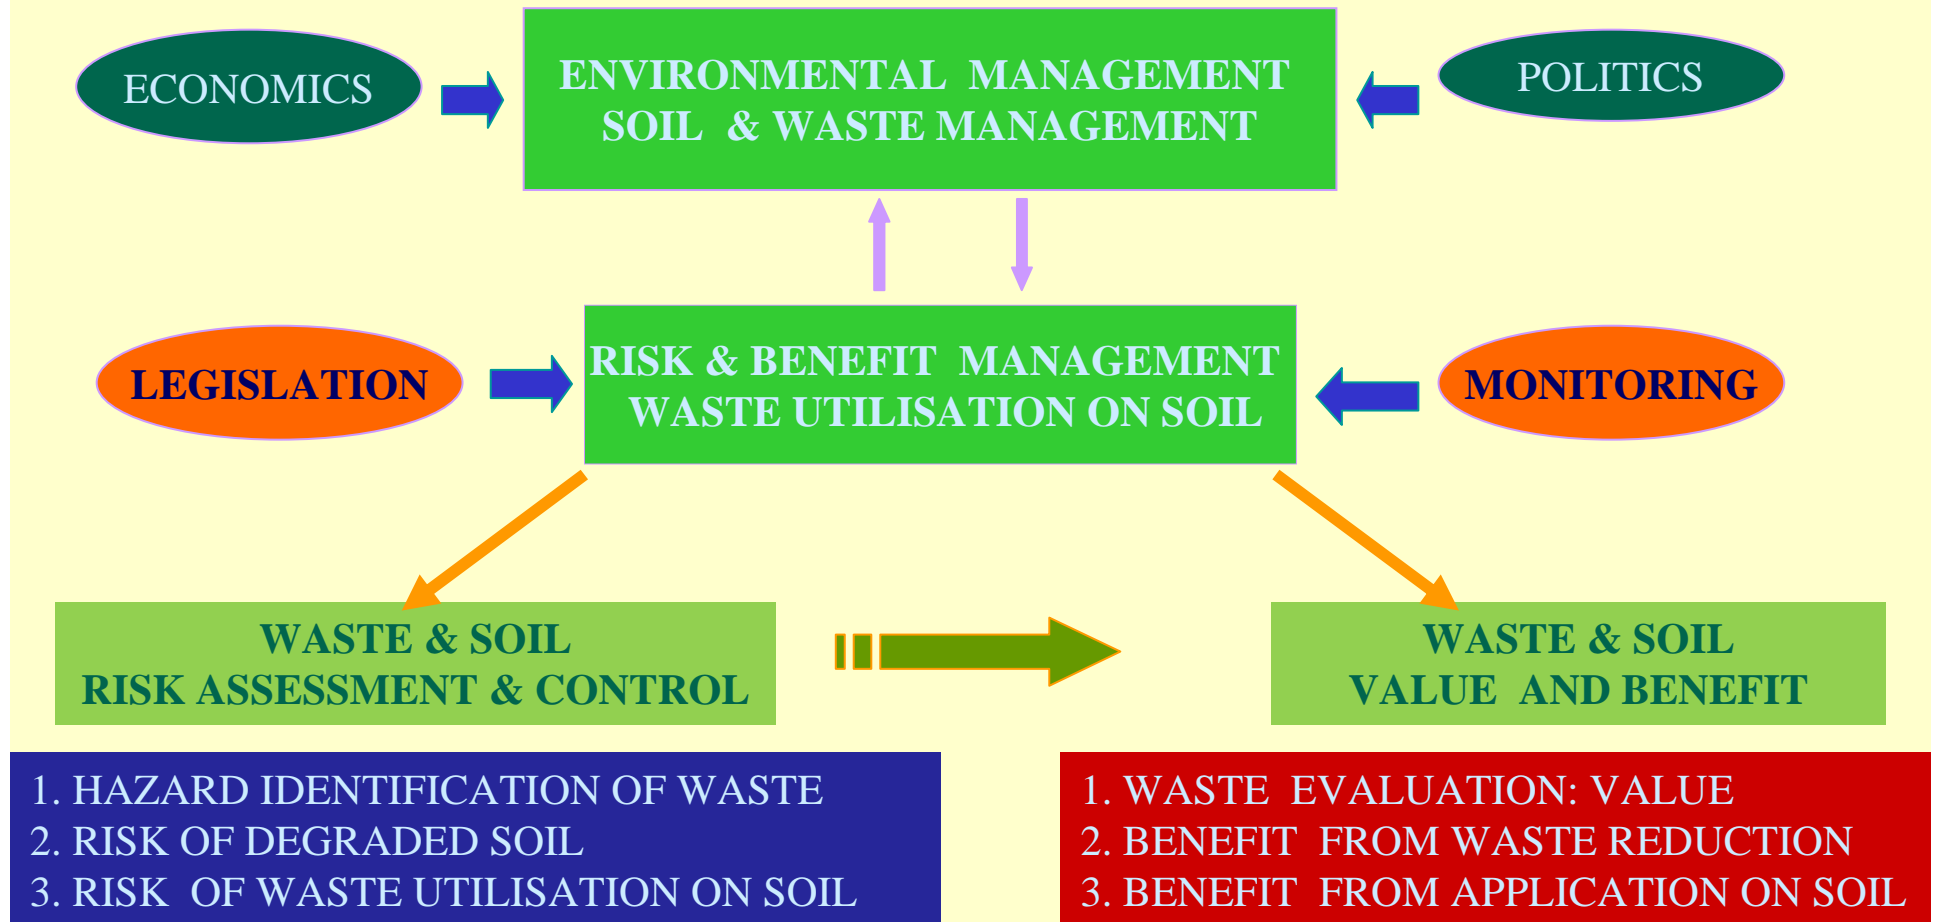 ECONOMICS
ENVIRONMENTAL MANAGEMENT
SOIL & WASTE MANAGEMENT
POLITICS
LEGISLATION
RISK & BENEFIT MANAGEMENT
WASTE UTILISATION ON SOIL
MONITORING
WASTE & SOIL
RISK ASSESSMENT & CONTROL
WASTE & SOIL
VALUE AND BENEFIT
1. HAZARD IDENTIFICATION OF WASTE
2. RISK OF DEGRADED SOIL
3. RISK OF WASTE UTILISATION ON SOIL
1. WASTE EVALUATION: VALUE
2. BENEFIT FROM WASTE REDUCTION
3. BENEFIT FROM APPLICATION ON SOIL